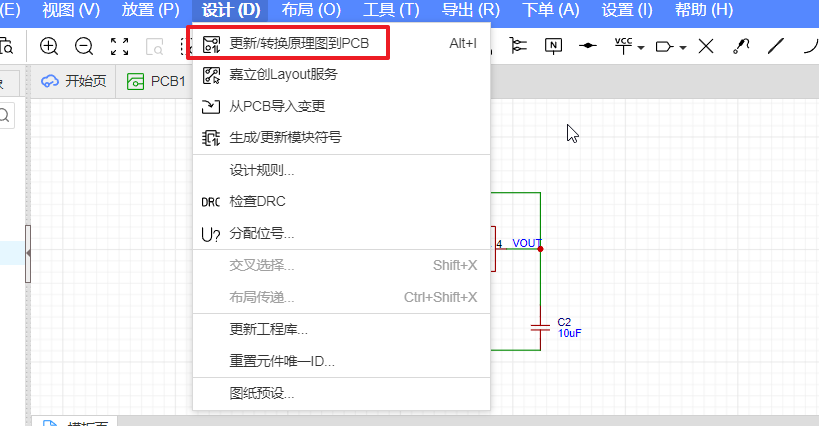 (E) 视图 (V) 放置 (P) 设计 (D) 布局 (O) 工具 (T) 导出 (R) 下单 (A) 设置 (I) 帮助 (H)
VCC
N
开始页 PCB1
更新/转换原理图到PCB Alt+I
嘉立创Layout服务
从PCB导入变更
生成/更新模块符号
设计规则...
DRC 检查DRC
U? 分配位号...
交叉选择... Shift+X
布局传递... Ctrl+Shift+X
更新工程库...
重置元件唯一ID...
图纸预设...
4 VOUT
C2
10uF